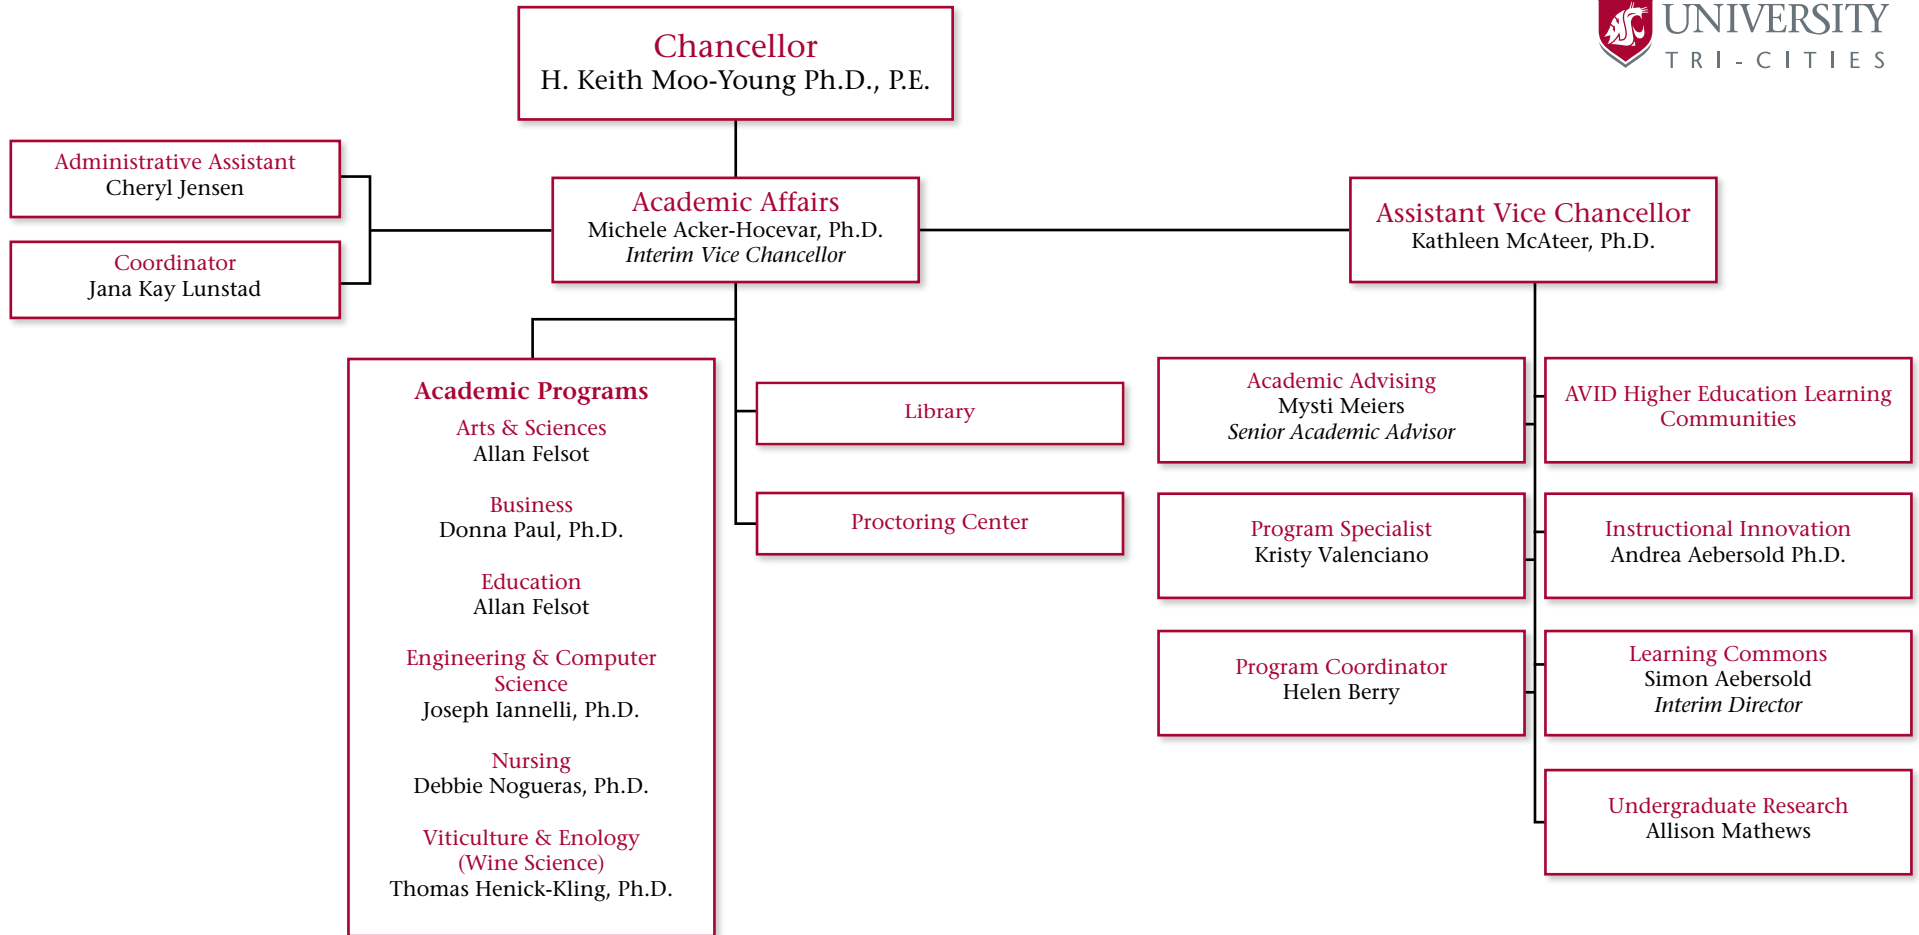 UNIVERSITY
TRI-CITIES
Chancellor
H. Keith Moo-Young Ph.D., P.E.
Administrative Assistant
Cheryl Jensen
Coordinator
Jana Kay Lunstad
Academic Affairs
Michele Acker-Hocevar, Ph.D.
Interim Vice Chancellor
Assistant Vice Chancellor
Kathleen McAteer, Ph.D.
Academic Programs
Arts & Sciences
Allan Felsot
Business
Donna Paul, Ph.D.
Education
Allan Felsot
Engineering & Computer
Science
Joseph Iannelli, Ph.D.
Nursing
Debbie Nogueras, Ph.D.
Viticulture & Enology
(Wine Science)
Thomas Henick-Kling, Ph.D.
Library
Proctoring Center
Academic Advising
Mysti Meiers
Senior Academic Advisor
Program Specialist
Kristy Valenciano
Program Coordinator
Helen Berry
AVID Higher Education Learning
Communities
Instructional Innovation
Andrea Aebersold Ph.D.
Learning Commons
Simon Aebersold
Interim Director
Undergraduate Research
Allison Mathews